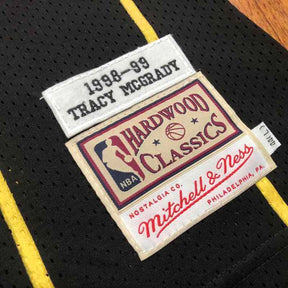 1998-99
TRACY MCGRADY
HARDWOOD
CLASSICS
NBA
NOSTALGIA CO.
Mitchell & Ness
PHILADELPHIA, PA